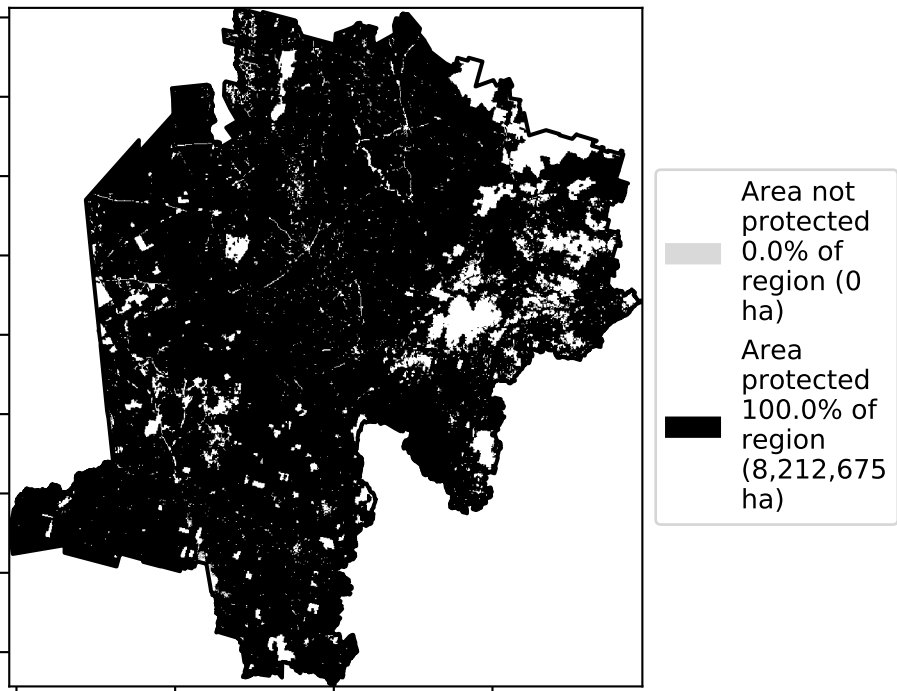 Area not
protected
0.0% of
region (0
ha)
Area
protected
100.0% of
region
(8,212,675
ha)